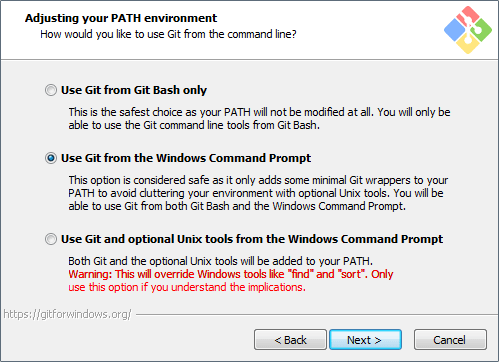 Adjusting your PATH environment
How would you like to use Git from the command line?
Use Git from Git Bash only
This is the safest choice as your PATH will not be modified at all. You will only be
able to use the Git command line tools from Git Bash.
Use Git from the Windows Command Prompt
This option is considered safe as it only adds some minimal Git wrappers to your
PATH to avoid cluttering your environment with optional Unix tools. You will be
able to use Git from both Git Bash and the Windows Command Prompt.
Use Git and optional Unix tools from the Windows Command Prompt
Both Git and the optional Unix tools will be added to your PATH.
Warning: This will override Windows tools like "find" and "sort". Only
use this option if you understand the implications.
https://gitforwindows.org/
< Back
Next >
Cancel